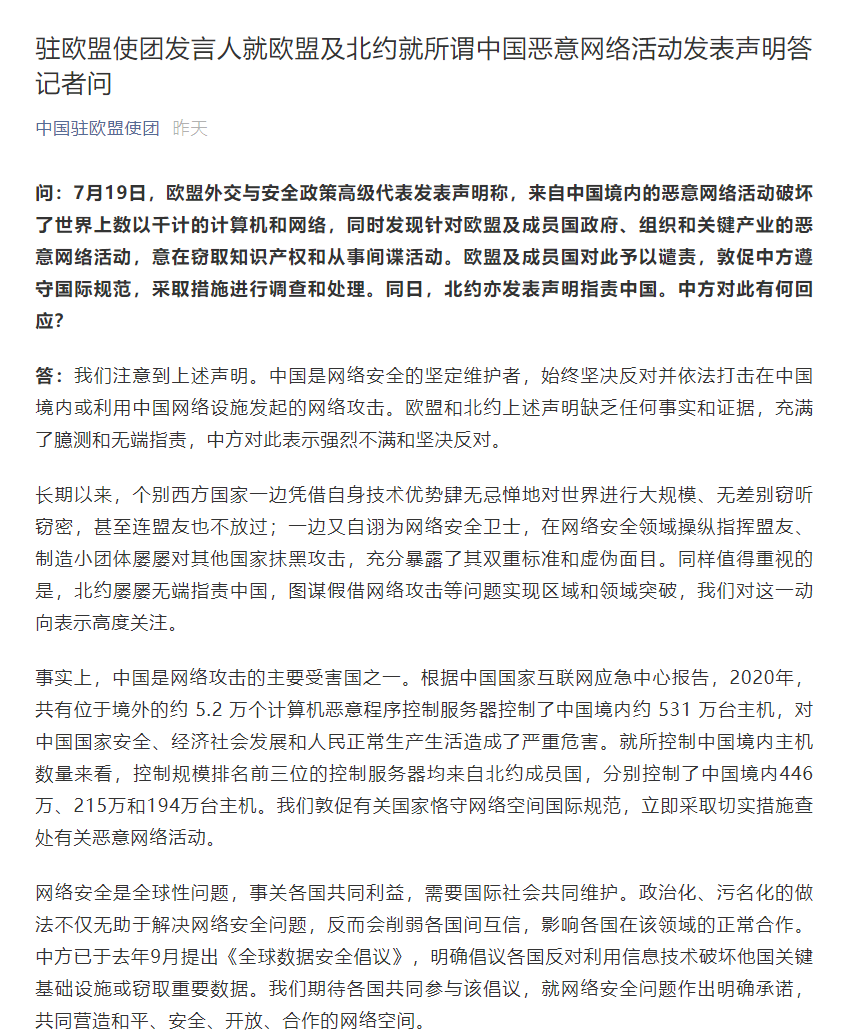 驻欧盟使团发言人就欧盟及北约就所谓中国恶意网络活动发表声明答
记者问
中国驻欧盟使团 昨天
问：7月19日，欧盟外交与安全政策高级代表发表声明称，来自中国境内的恶意网络活动破坏
了世界上数以千计的计算机和网络，同时发现针对欧盟及成员国政府、组织和关键产业的恶
意网络活动，意在窃取知识产权和从事间谍活动。欧盟及成员国对此予以谴责，敦促中方遵
守国际规范，采取措施进行调查和处理。同日，北约亦发表声明指责中国。中方对此有何回
应？
答：我们注意到上述声明。中国是网络安全的坚定维护者，始终坚决反对并依法打击在中国
境内或利用中国网络设施发起的网络攻击。欧盟和北约上述声明缺乏任何事实和证据，充满
了臆测和无端指责，中方对此表示强烈不满和坚决反对。
长期以来，个别西方国家一边凭借自身技术优势肆无忌惮地对世界进行大规模、无差别窃听
窃密，甚至连盟友也不放过；一边又自诩为网络安全卫士，在网络安全领域操纵指挥盟友、
制造小团体屡屡对其他国家抹黑攻击，充分暴露了其双重标准和虚伪面目。同样值得重视的
是，北约屡屡无端指责中国，图谋假借网络攻击等问题实现区域和领域突破，我们对这一动
向表示高度关注。
事实上，中国是网络攻击的主要受害国之一。根据中国国家互联网应急中心报告，2020年，
共有位于境外的约 5.2 万个计算机恶意程序控制服务器控制了中国境内约 531 万台主机，对
中国国家安全、经济社会发展和人民正常生产生活造成了严重危害。就所控制中国境内主机
数量来看，控制规模排名前三位的控制服务器均来自北约成员国，分别控制了中国境内446
万、215万和194万台主机。我们敦促有关国家恪守网络空间国际规范，立即采取切实措施查
处有关恶意网络活动。
网络安全是全球性问题，事关各国共同利益，需要国际社会共同维护。政治化、污名化的做
法不仅无助于解决网络安全问题，反而会削弱各国间互信，影响各国在该领域的正常合作。
中方已于去年9月提出《全球数据安全倡议》，明确倡议各国反对利用信息技术破坏他国关键
基础设施或窃取重要数据。我们期待各国共同参与该倡议，就网络安全问题作出明确承诺，
共同营造和平、安全、开放、合作的网络空间。